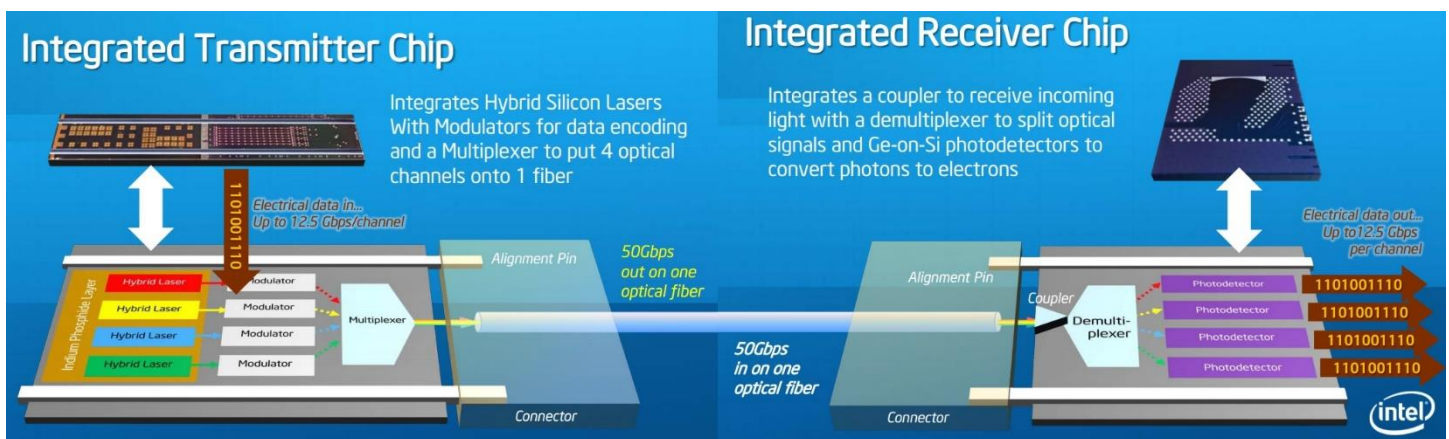 Integrated Transmitter Chip
Integrates Hybrid Silicon Lasers
With Modulators for data encoding
and a Multiplexer to put 4 optical
channels onto 1 fiber
Electrical data in...
Up to 12.5 Gbps/channel
1101001110
Indium Phosphide Layer
Hybrid Laser
Modulator
Hybrid Laser
Modulator
Hybrid Laser
Modulator
Hybrid Laser
Modulator
Multiplexer
Alignment Pin
50Gbps
out on one
optical fiber
Connector
Integrated Receiver Chip
Integrates a coupler to receive incoming
light with a demultiplexer to split optical
signals and Ge-on-Si photodetectors to
convert photons to electrons
Electrical data out...
Up to12.5 Gbps
per channel
50Gbps
in on one
optical fiber
Alignment Pin
Connector
Coupler
Demulti-
plexer
Photodetector
1101001110
Photodetector
1101001110
Photodetector
1101001110
Photodetector
1101001110
intel